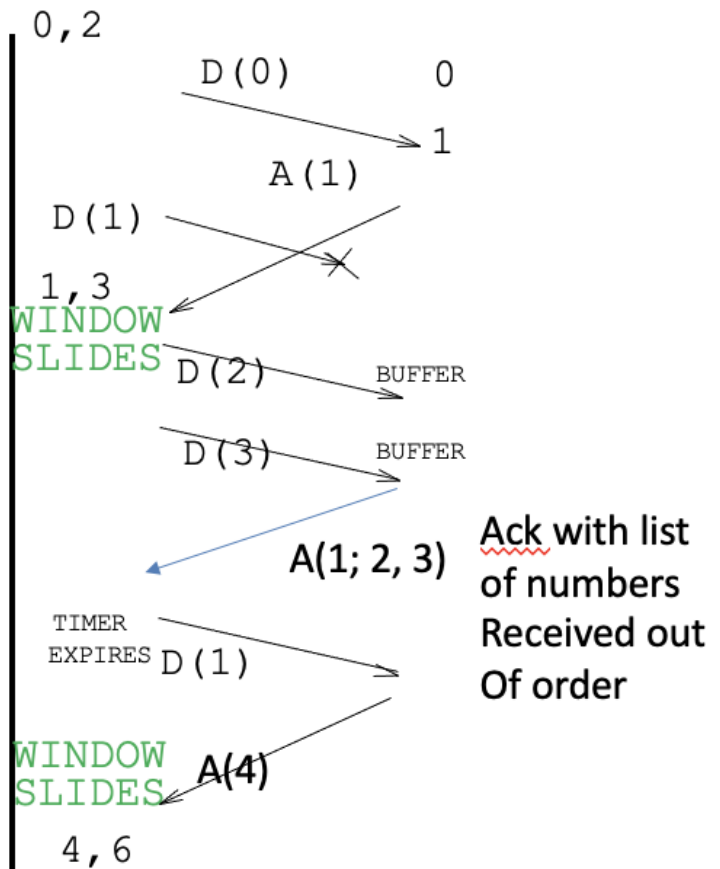 0,2
D(0)
0
1
A(1)
D(1)
1,3
WINDOW
SLIDES
D(2)
BUFFER
D(3)
BUFFER
A(1; 2, 3)
Ack with list
of numbers
Received out
Of order
TIMER
EXPIRES
D(1)
WINDOW
SLIDES
A(4)
4,6